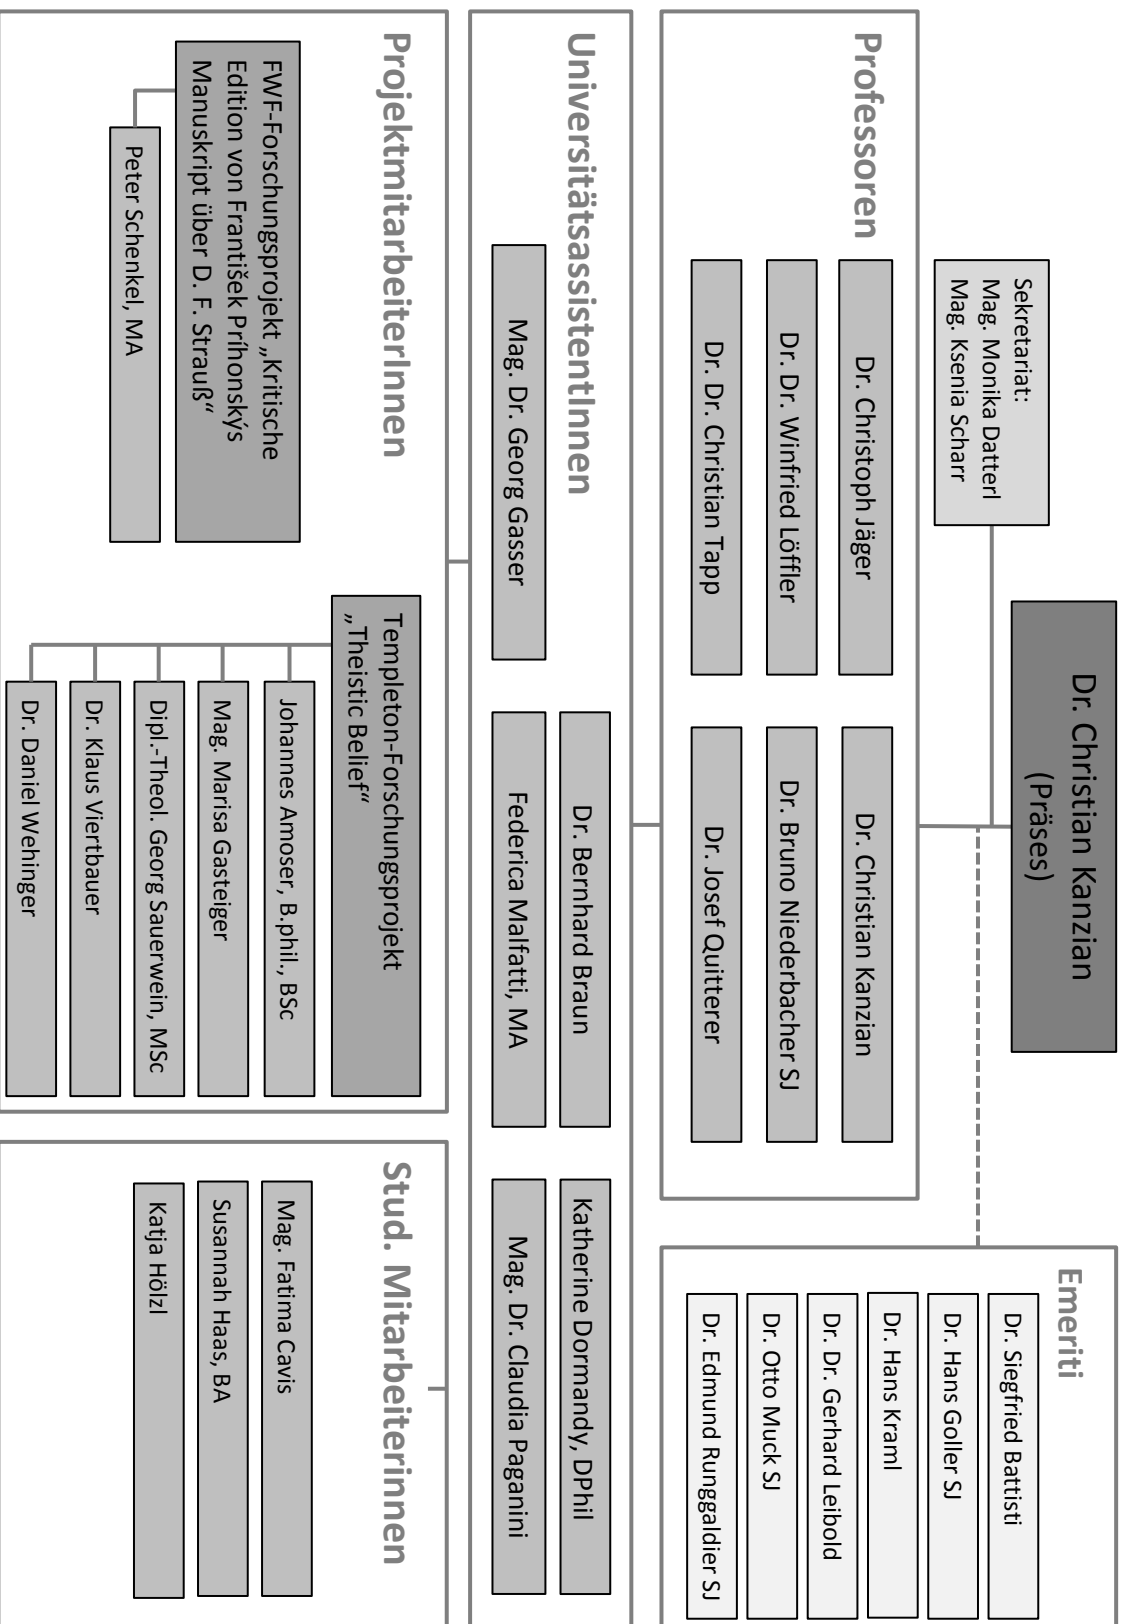 Dr. Christian Kanzian
(Präses)
Sekretariat:
Mag. Monika Datterl
Mag. Ksenia Scharr
Emeriti
Dr. Siegfried Battisti
Dr. Hans Goller SJ
Dr. Hans Kraml
Dr. Dr. Gerhard Leibold
Dr. Otto Muck SJ
Dr. Edmund Runggaldier SJ
Professoren
Dr. Christoph Jäger
Dr. Christian Kanzian
Dr. Dr. Winfried Löffler
Dr. Bruno Niederbacher SJ
Dr. Dr. Christian Tapp
Dr. Josef Quitterer
UniversitätsassistentInnen
Dr. Bernhard Braun
Katherine Dormandy, DPhil
Mag. Dr. Georg Gasser
Federica Malfatti, MA
Mag. Dr. Claudia Paganini
ProjektmitarbeiterInnen
FWF-Forschungsprojekt „Kritische
Edition von František Príhonskýs
Manuskript über D. F. Strauß“
Peter Schenkel, MA
Templeton-Forschungsprojekt
„Theistic Belief“
Johannes Amoser, B.phil., BSc
Mag. Marisa Gasteiger
Dipl.-Theol. Georg Sauerwein, MSc
Dr. Klaus Viertbauer
Dr. Daniel Wehinger
Stud. Mitarbeiterinnen
Mag. Fatima Cavis
Susannah Haas, BA
Katja Hölzl